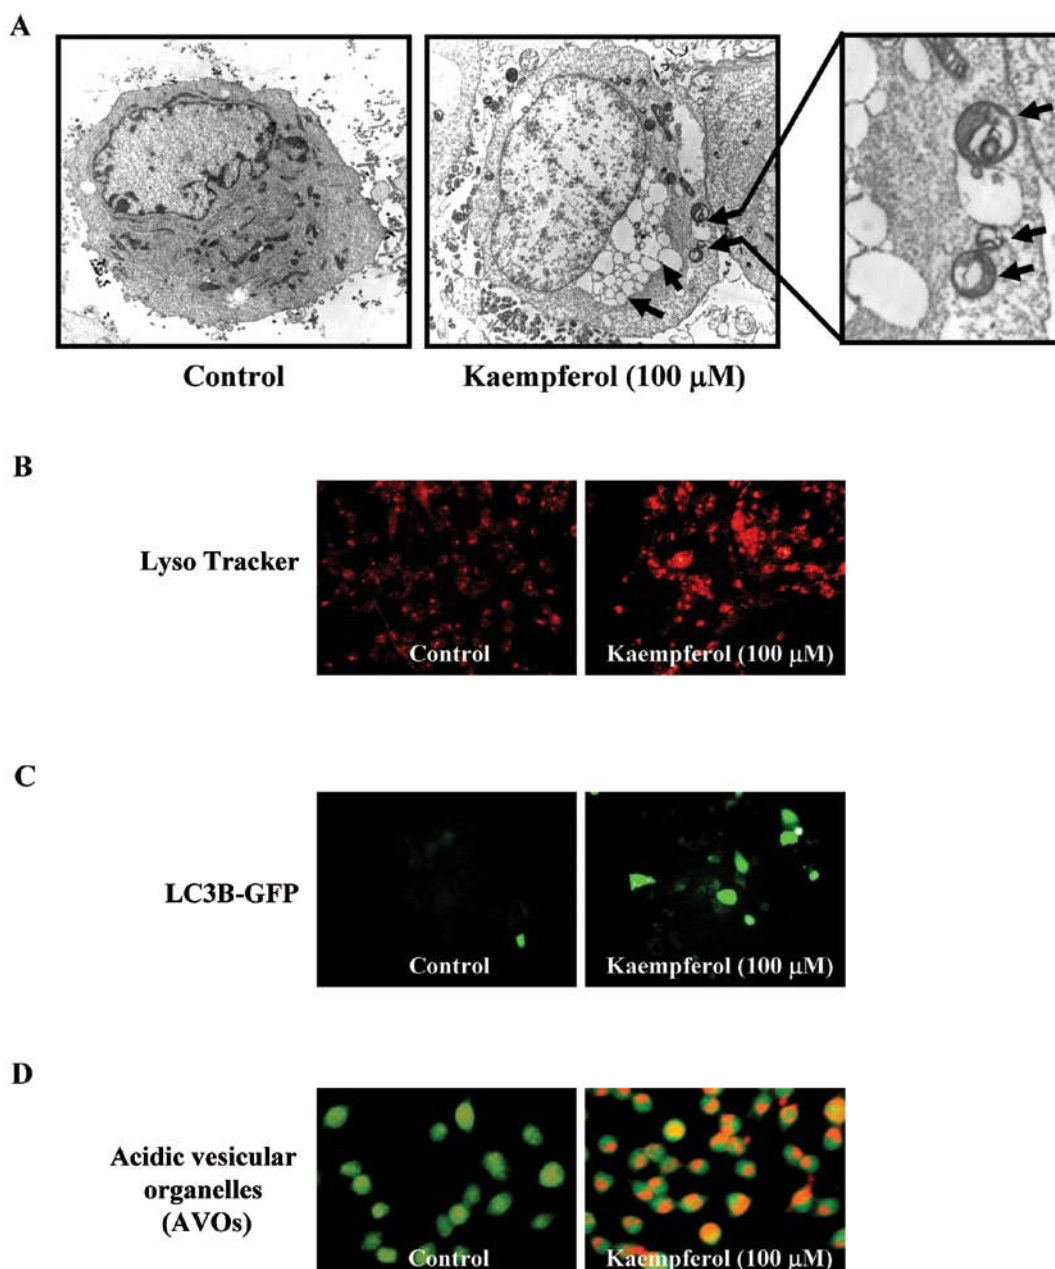 A
Control
Kaempferol (100 μM)
B
Lyso Tracker
Control
Kaempferol (100 μM)
C
LC3B-GFP
Control
Kaempferol (100 μM)
D
Acidic vesicular
organelles
(AVOs)
Control
Kaempferol (100 μM)